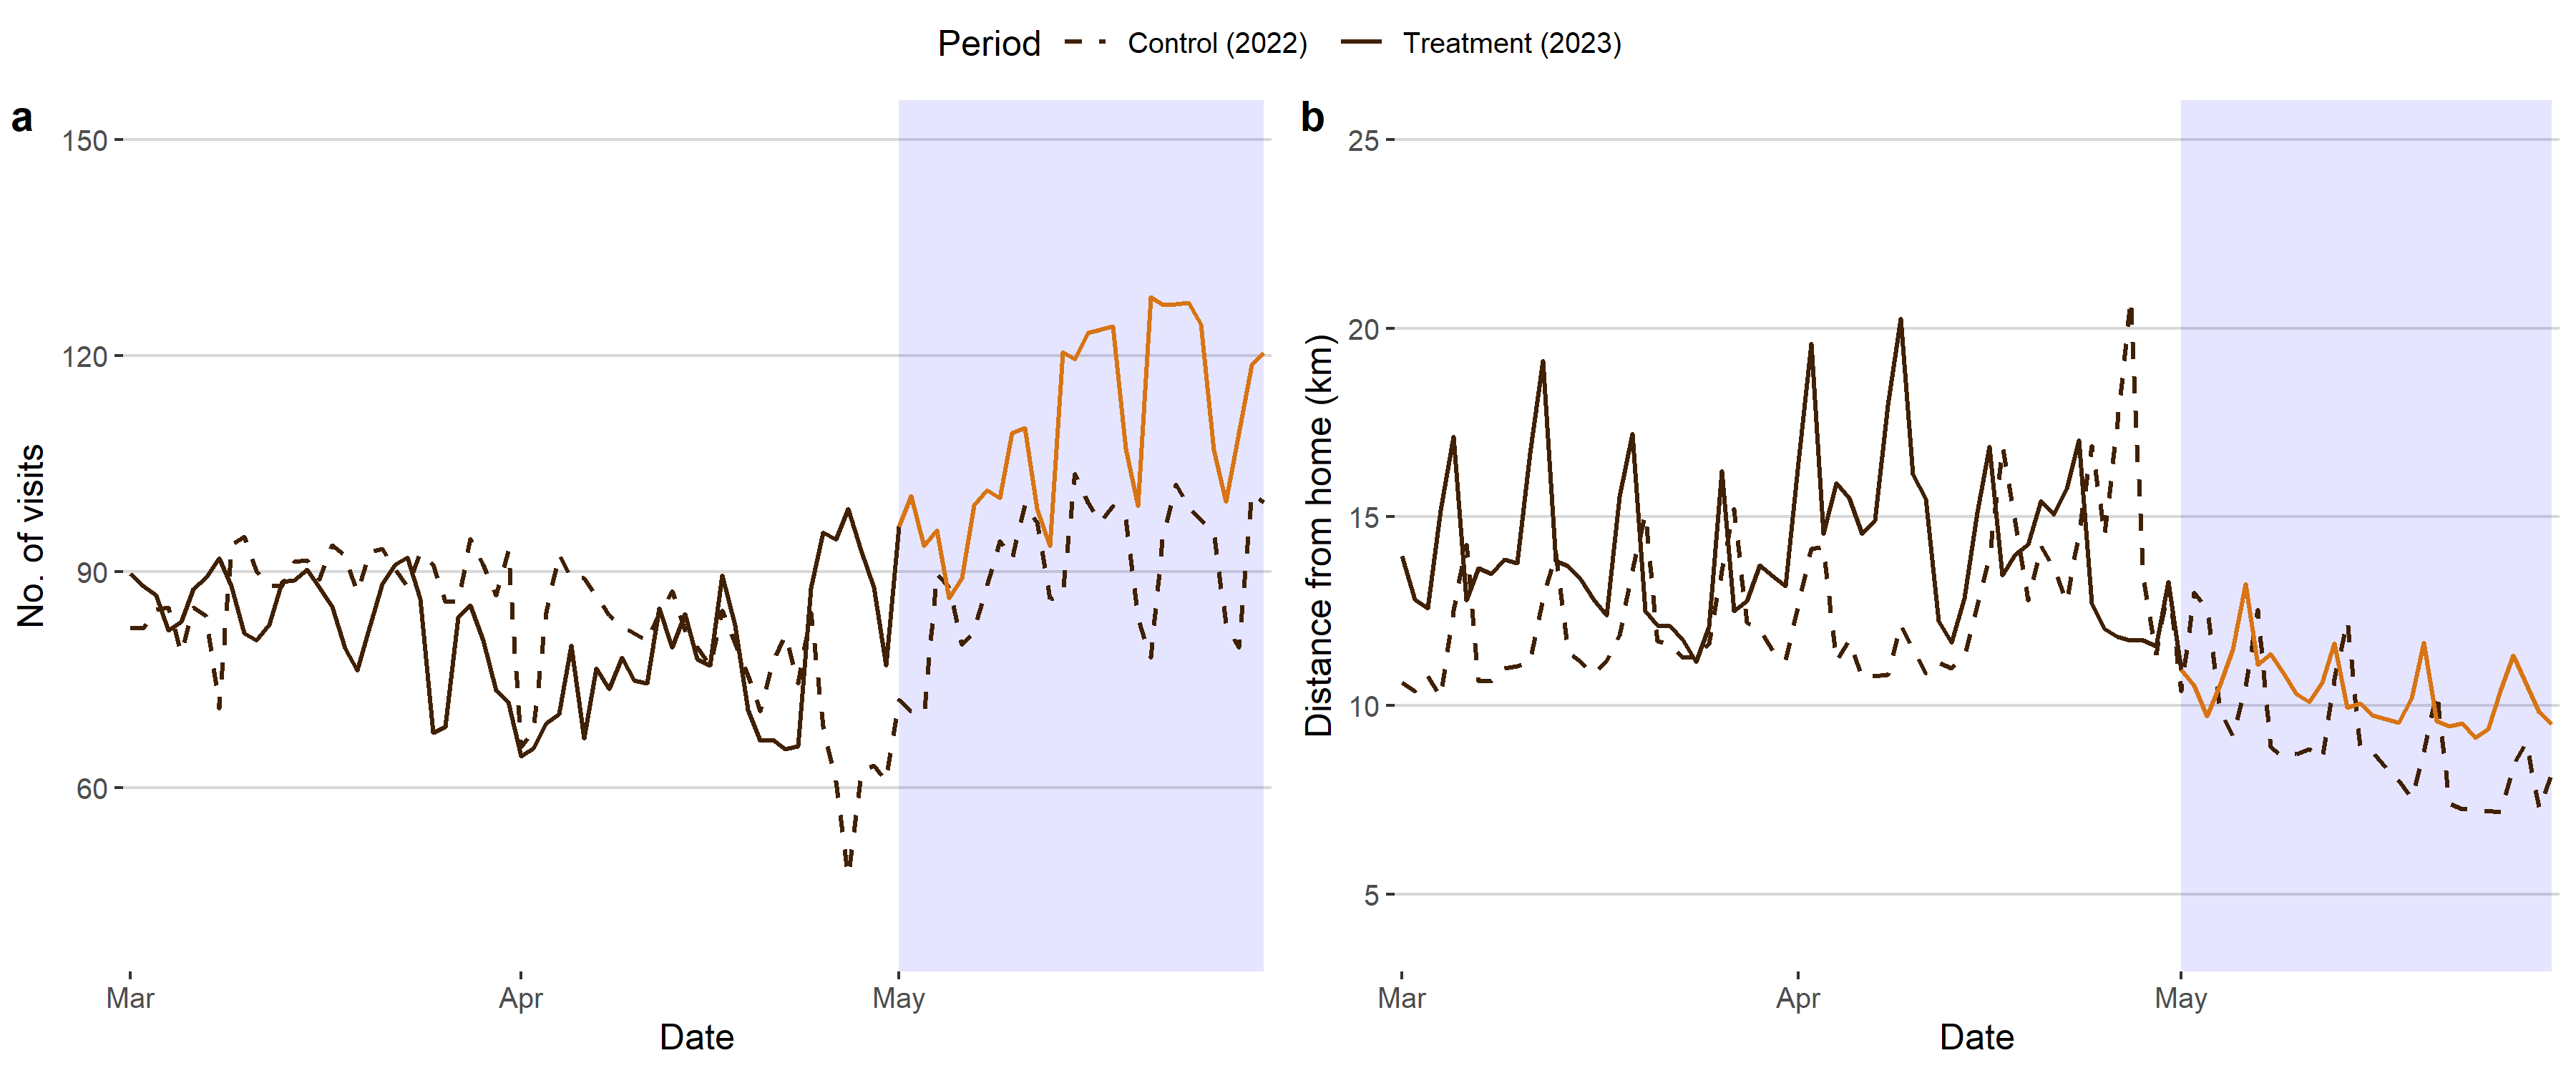 Period Control (2022) Treatment (2023)
a
150
120
90
60
No. of visits
Mar Apr May
Date
b
25
20
15
10
5
Distance from home (km)
Mar Apr May
Date